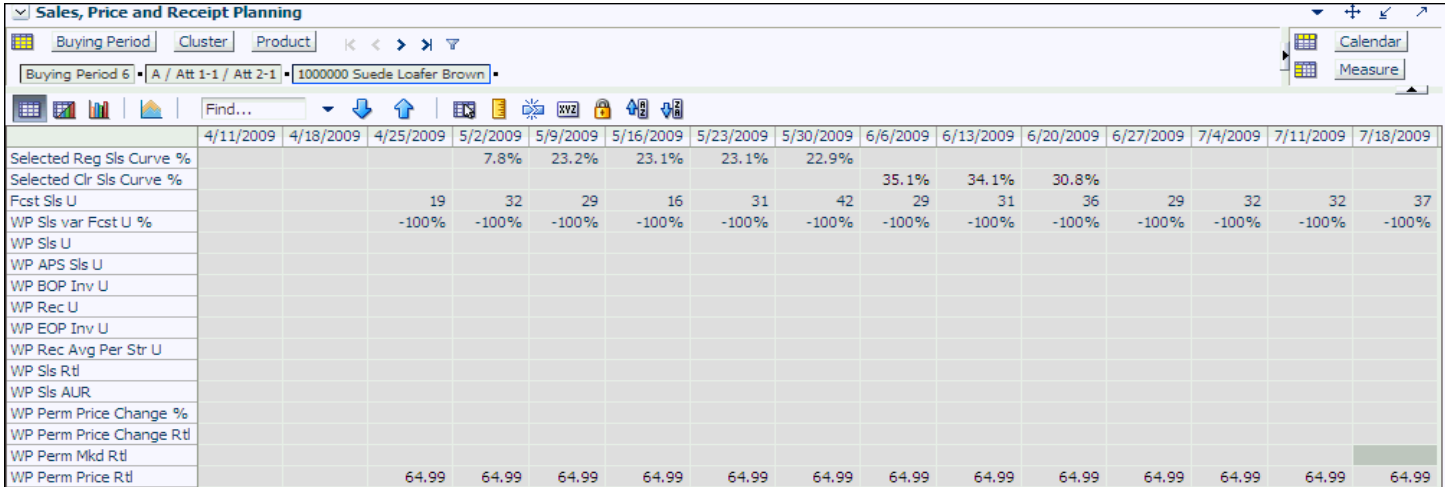 Sales, Price and Receipt Planning
Buying Period Cluster Product Calendar
Measure
Buying Period 6 A / Att 1-1 / Att 2-1 1000000 Suede Loafer Brown
Find... XYZ
4/11/2009 4/18/2009 4/25/2009 5/2/2009 5/9/2009 5/16/2009 5/23/2009 5/30/2009 6/6/2009 6/13/2009 6/20/2009 6/27/2009 7/4/2009 7/11/2009 7/18/2009
Selected Reg Sls Curve % 7.8% 23.2% 23.1% 23.1% 22.9%
Selected Clr Sls Curve % 35.1% 34.1% 30.8%
Fcst Sls U 19 32 29 16 31 42 29 31 36 29 32 32 37
WP Sls var Fcst U % -100% -100% -100% -100% -100% -100% -100% -100% -100% -100% -100% -100% -100%
WP Sls U
WP APS Sls U
WP BOP Inv U
WP Rec U
WP EOP Inv U
WP Rec Avg Per Str U
WP Sls Rtl
WP Sls AUR
WP Perm Price Change %
WP Perm Price Change Rtl
WP Perm Mkd Rtl
WP Perm Price Rtl 64.99 64.99 64.99 64.99 64.99 64.99 64.99 64.99 64.99 64.99 64.99 64.99 64.99